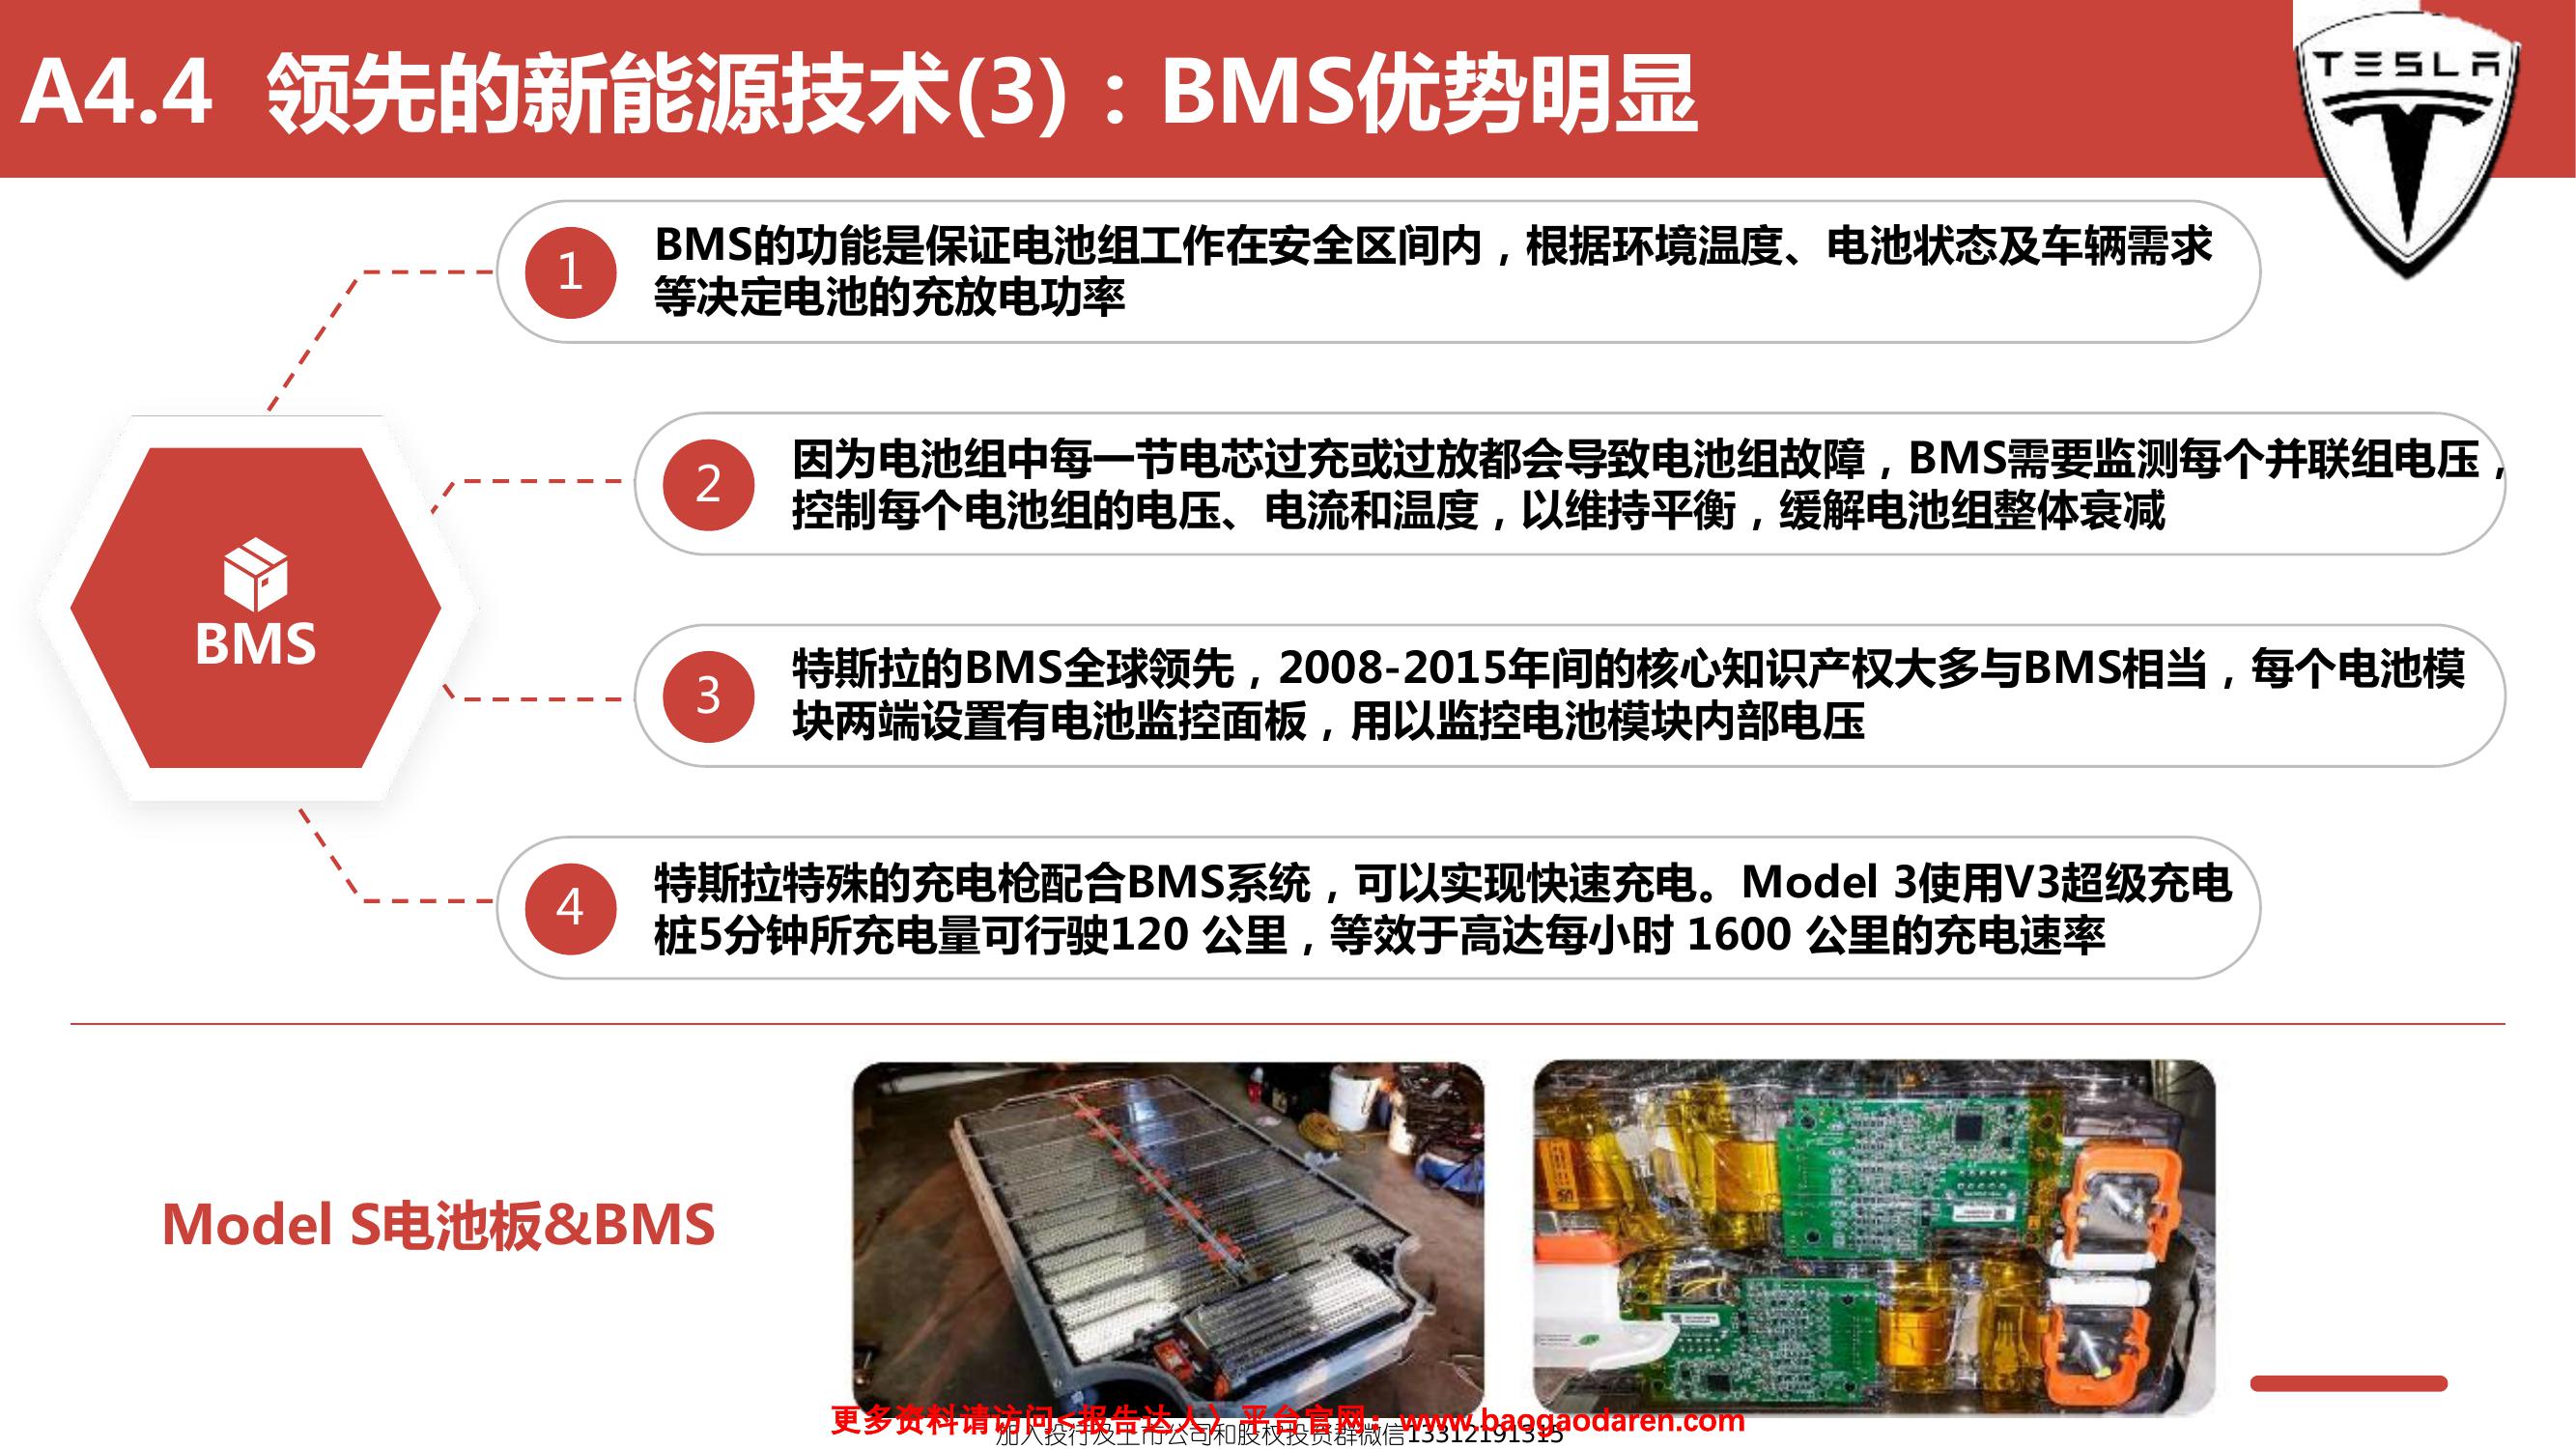 A4.4 领先的新能源技术(3)：BMS优势明显
TESLA
1
BMS的功能是保证电池组工作在安全区间内，根据环境温度、电池状态及车辆需求
等决定电池的充放电功率
2
因为电池组中每一节电芯过充或过放都会导致电池组故障，BMS需要监测每个并联组电压，
控制每个电池组的电压、电流和温度，以维持平衡，缓解电池组整体衰减
BMS
3
特斯拉的BMS全球领先，2008-2015年间的核心知识产权大多与BMS相当，每个电池模
块两端设置有电池监控面板，用以监控电池模块内部电压
4
特斯拉特殊的充电枪配合BMS系统，可以实现快速充电。Model 3使用V3超级充电
桩5分钟所充电量可行驶120 公里，等效于高达每小时 1600 公里的充电速率
Model S电池板&BMS
更多资料请访问<报告达人〉平台官网：www.baogaodaren.com
加入投行及上市公司和股权投资群微信13312191315